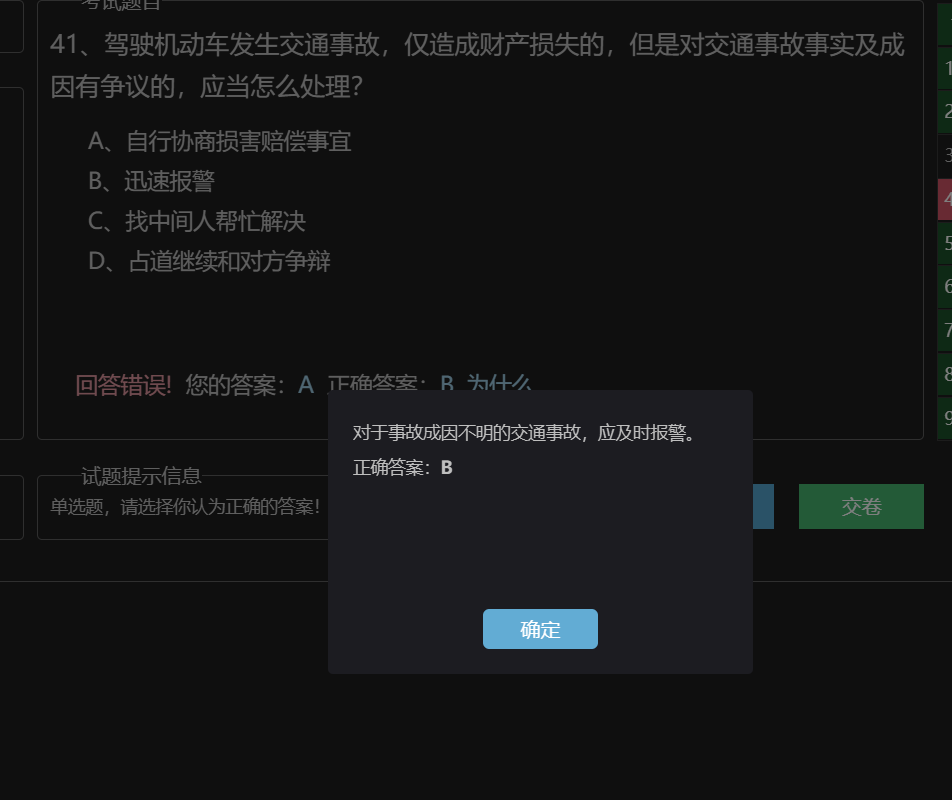 考试题目
41、驾驶机动车发生交通事故，仅造成财产损失的，但是对交通事故事实及成
因有争议的，应当怎么处理？
A、自行协商损害赔偿事宜
B、迅速报警
C、找中间人帮忙解决
D、占道继续和对方争辩
回答错误! 您的答案：A 正确答案：B 为什么
对于事故成因不明的交通事故，应及时报警。
正确答案：B
试题提示信息
单选题，请选择你认为正确的答案!
交卷
确定
1
2
3
4
5
6
7
8
9